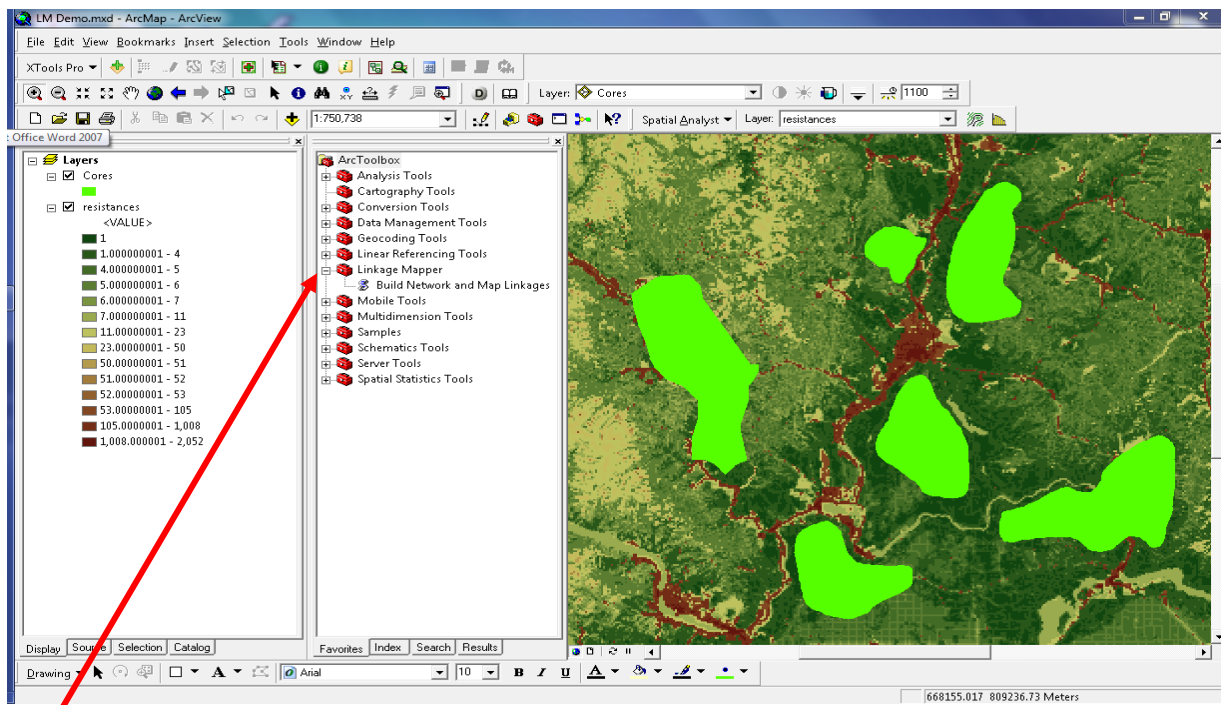 LM Demo.mxd - ArcMap - ArcView
File Edit View Bookmarks Insert Selection Tools Window Help
XTools Pro
Layer: Cores 1100
1:750,738 Spatial Analyst Layer: resistances
Office Word 2007
Layers
Cores
resistances
<VALUE>
1
1.000000001 - 4
4.000000001 - 5
5.000000001 - 6
6.000000001 - 7
7.000000001 - 11
11.00000001 - 23
23.00000001 - 50
50.00000001 - 51
51.00000001 - 52
52.00000001 - 53
53.00000001 - 105
105.0000001 - 1,008
1,008.000001 - 2,052
Display Source Selection Catalog
ArcToolbox
Analysis Tools
Cartography Tools
Conversion Tools
Data Management Tools
Geocoding Tools
Linear Referencing Tools
Linkage Mapper
Build Network and Map Linkages
Mobile Tools
Multidimension Tools
Samples
Schematics Tools
Server Tools
Spatial Statistics Tools
Favorites Index Search Results
Drawing A Arial 10 B I U A
668155.017 809236.73 Meters